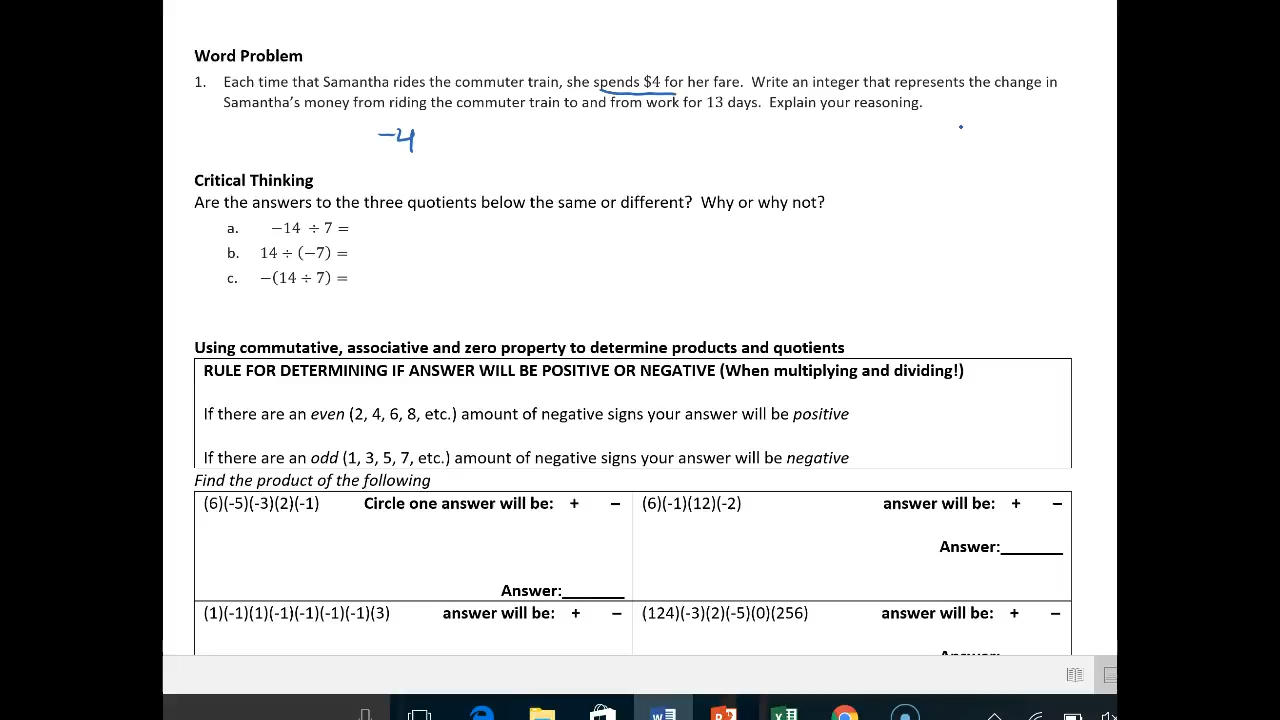 Word Problem
1. Each time that Samantha rides the commuter train, she spends $4 for her fare. Write an integer that represents the change in
Samantha's money from riding the commuter train to and from work for 13 days. Explain your reasoning.
-4
Critical Thinking
Are the answers to the three quotients below the same or different? Why or why not?
a. −14 ÷ 7 =
b. 14 ÷ (−7) =
c. −(14 ÷ 7) =
Using commutative, associative and zero property to determine products and quotients
RULE FOR DETERMINING IF ANSWER WILL BE POSITIVE OR NEGATIVE (When multiplying and dividing!)
If there are an even (2, 4, 6, 8, etc.) amount of negative signs your answer will be positive
If there are an odd (1, 3, 5, 7, etc.) amount of negative signs your answer will be negative
Find the product of the following
(6)(-5)(-3)(2)(-1) Circle one answer will be: + −
Answer:_______
(6)(-1)(12)(-2) answer will be: + −
Answer:_______
(1)(-1)(1)(-1)(-1)(-1)(-1)(3) answer will be: + −
(124)(-3)(2)(-5)(0)(256) answer will be: + −